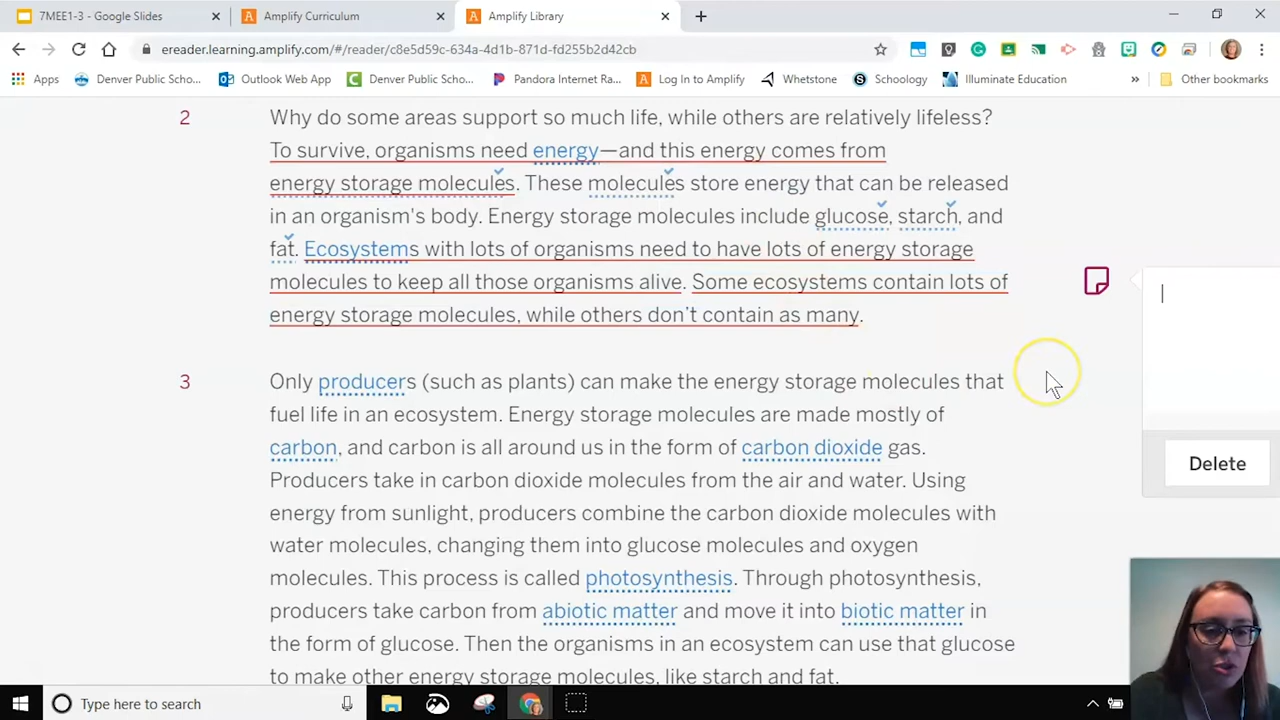 7MEE1-3 - Google Slides
Amplify Curriculum
Amplify Library
ereader.learning.amplify.com/#/reader/c8e5d59c-634a-4d1b-871d-fd255b2d42cb
Apps
Denver Public Scho...
Outlook Web App
Denver Public Scho...
Pandora Internet Ra...
Log In to Amplify
Whetstone
Schoology
Illuminate Education
»
Other bookmarks
2
Why do some areas support so much life, while others are relatively lifeless?
To survive, organisms need energy—and this energy comes from
energy storage molecules. These molecules store energy that can be released
in an organism's body. Energy storage molecules include glucose, starch, and
fat. Ecosystems with lots of organisms need to have lots of energy storage
molecules to keep all those organisms alive. Some ecosystems contain lots of
energy storage molecules, while others don't contain as many.
3
Only producers (such as plants) can make the energy storage molecules that
fuel life in an ecosystem. Energy storage molecules are made mostly of
carbon, and carbon is all around us in the form of carbon dioxide gas.
Producers take in carbon dioxide molecules from the air and water. Using
energy from sunlight, producers combine the carbon dioxide molecules with
water molecules, changing them into glucose molecules and oxygen
molecules. This process is called photosynthesis. Through photosynthesis,
producers take carbon from abiotic matter and move it into biotic matter in
the form of glucose. Then the organisms in an ecosystem can use that glucose
to make other energy storage molecules, like starch and fat.
Delete
Type here to search